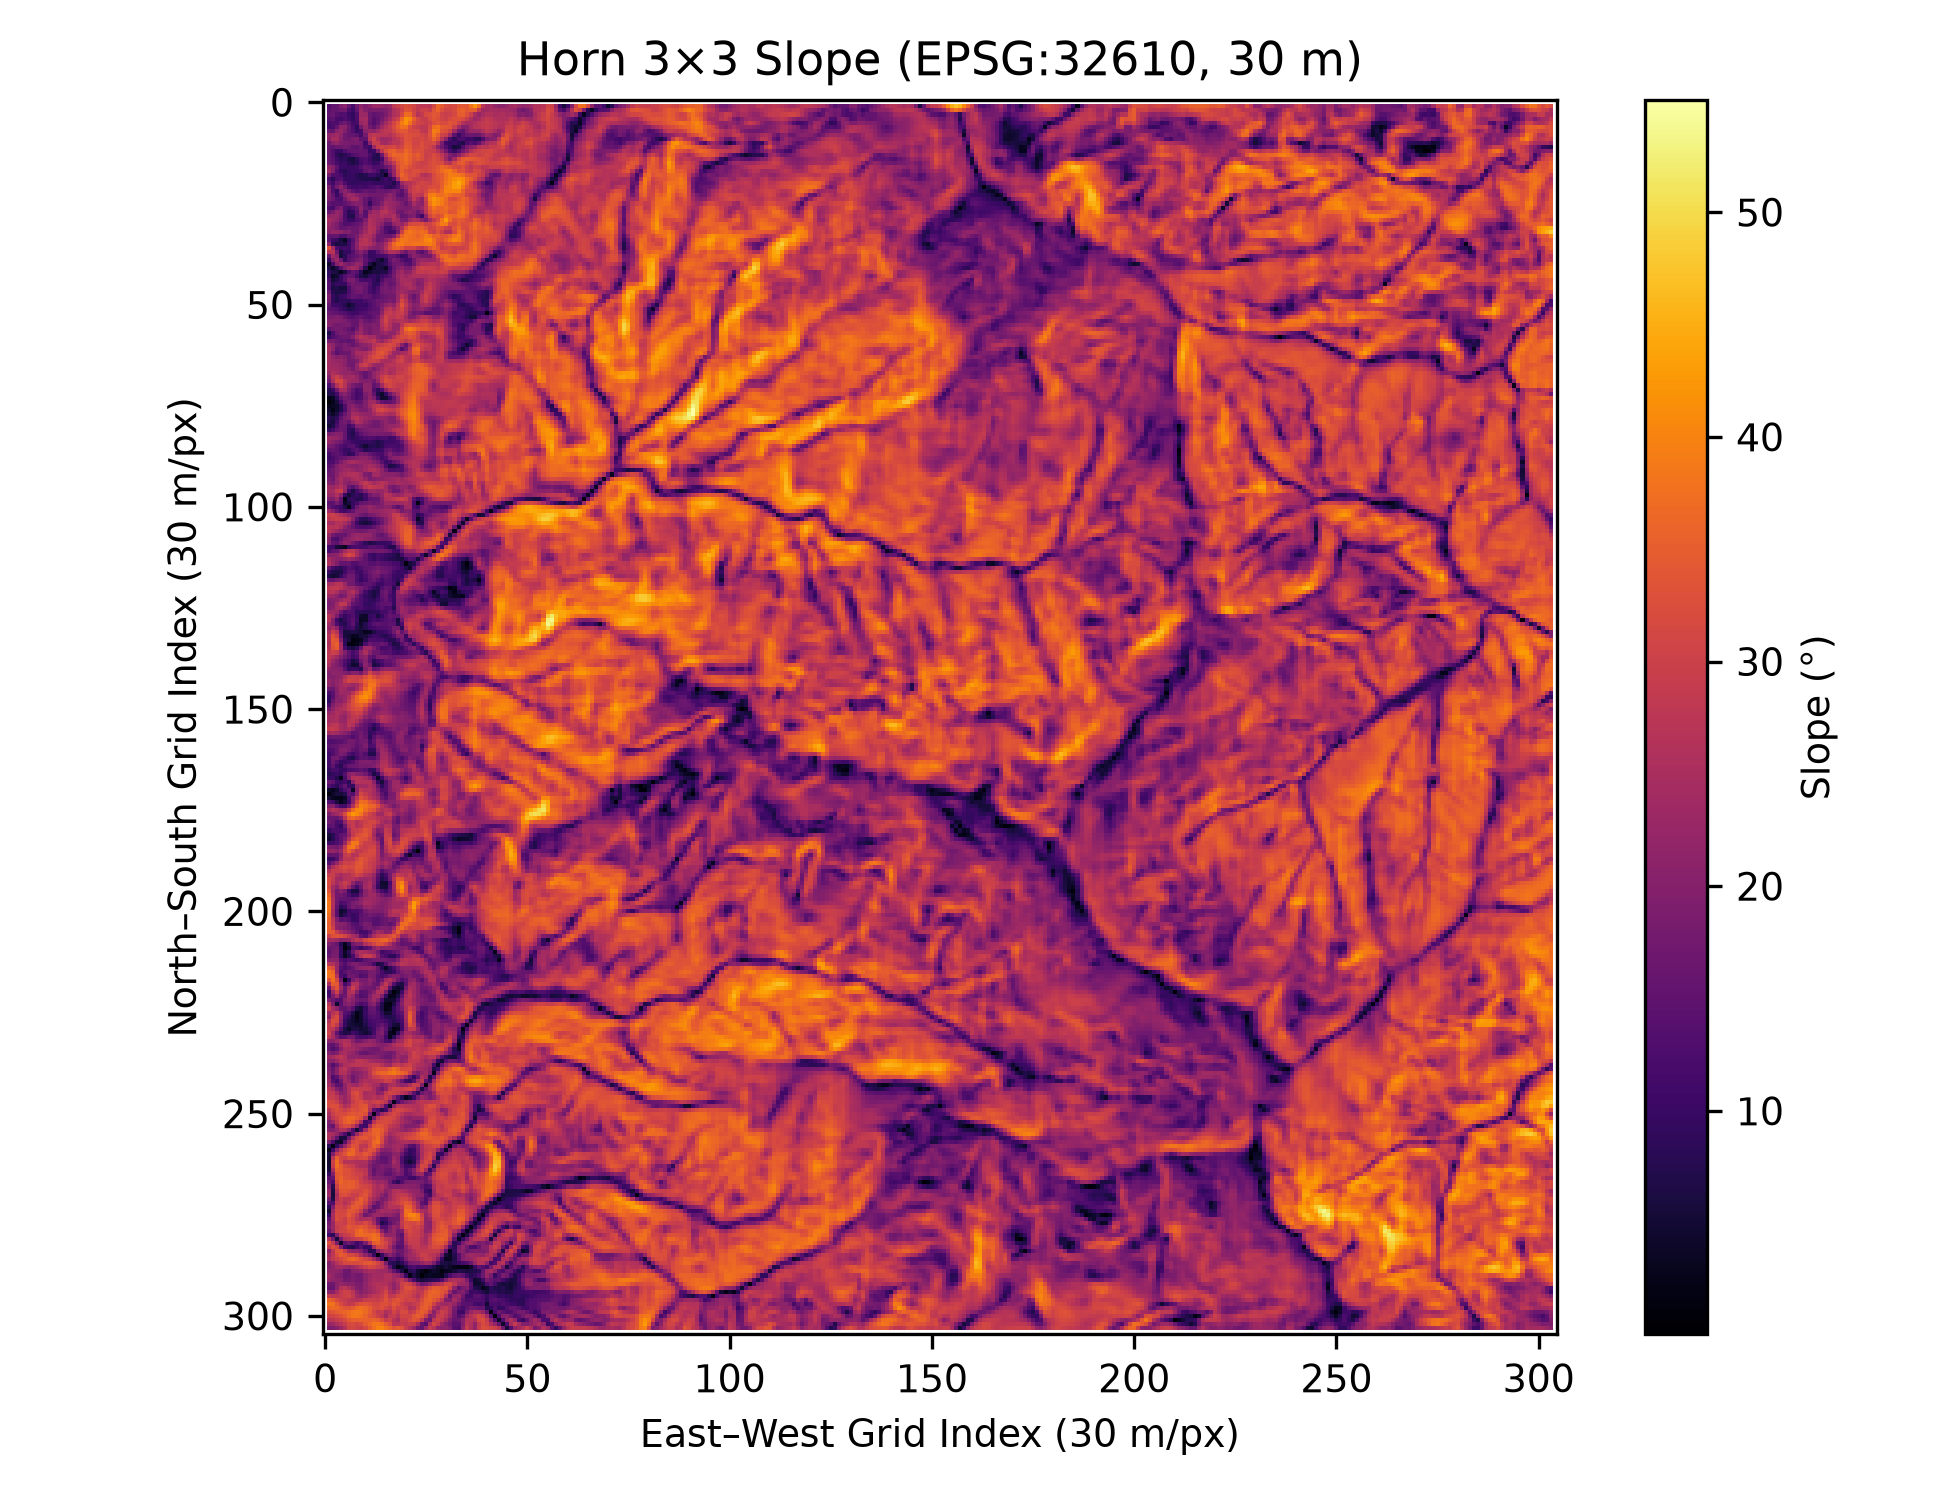 Horn 3×3 Slope (EPSG:32610, 30 m)
0
50
100
150
200
250
300
North–South Grid Index (30 m/px)
0 50 100 150 200 250 300
East–West Grid Index (30 m/px)
50
40
30
20
10
Slope (°)